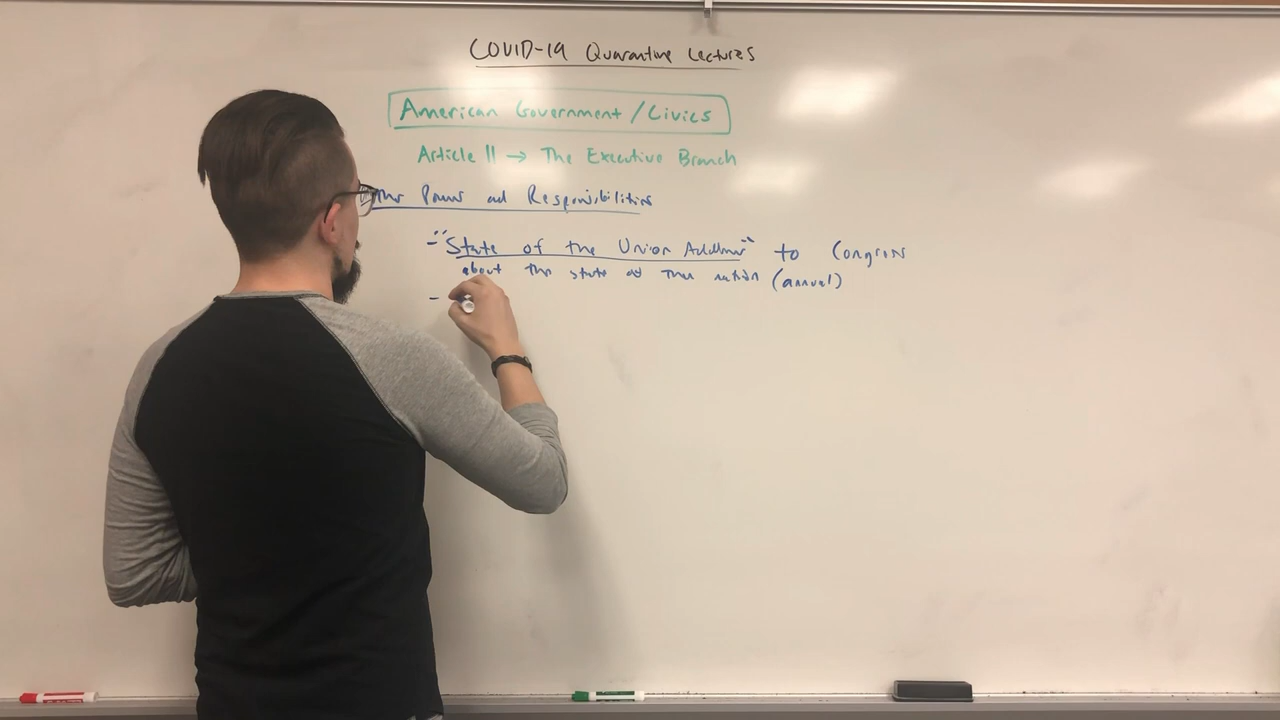 COVID-19 Quarantine Lectures
American Government/Civics
Article II → The Executive Branch
Powers and Responsibilities
- "State of the Union Address" to Congress
about the state of the nation (annual)
-